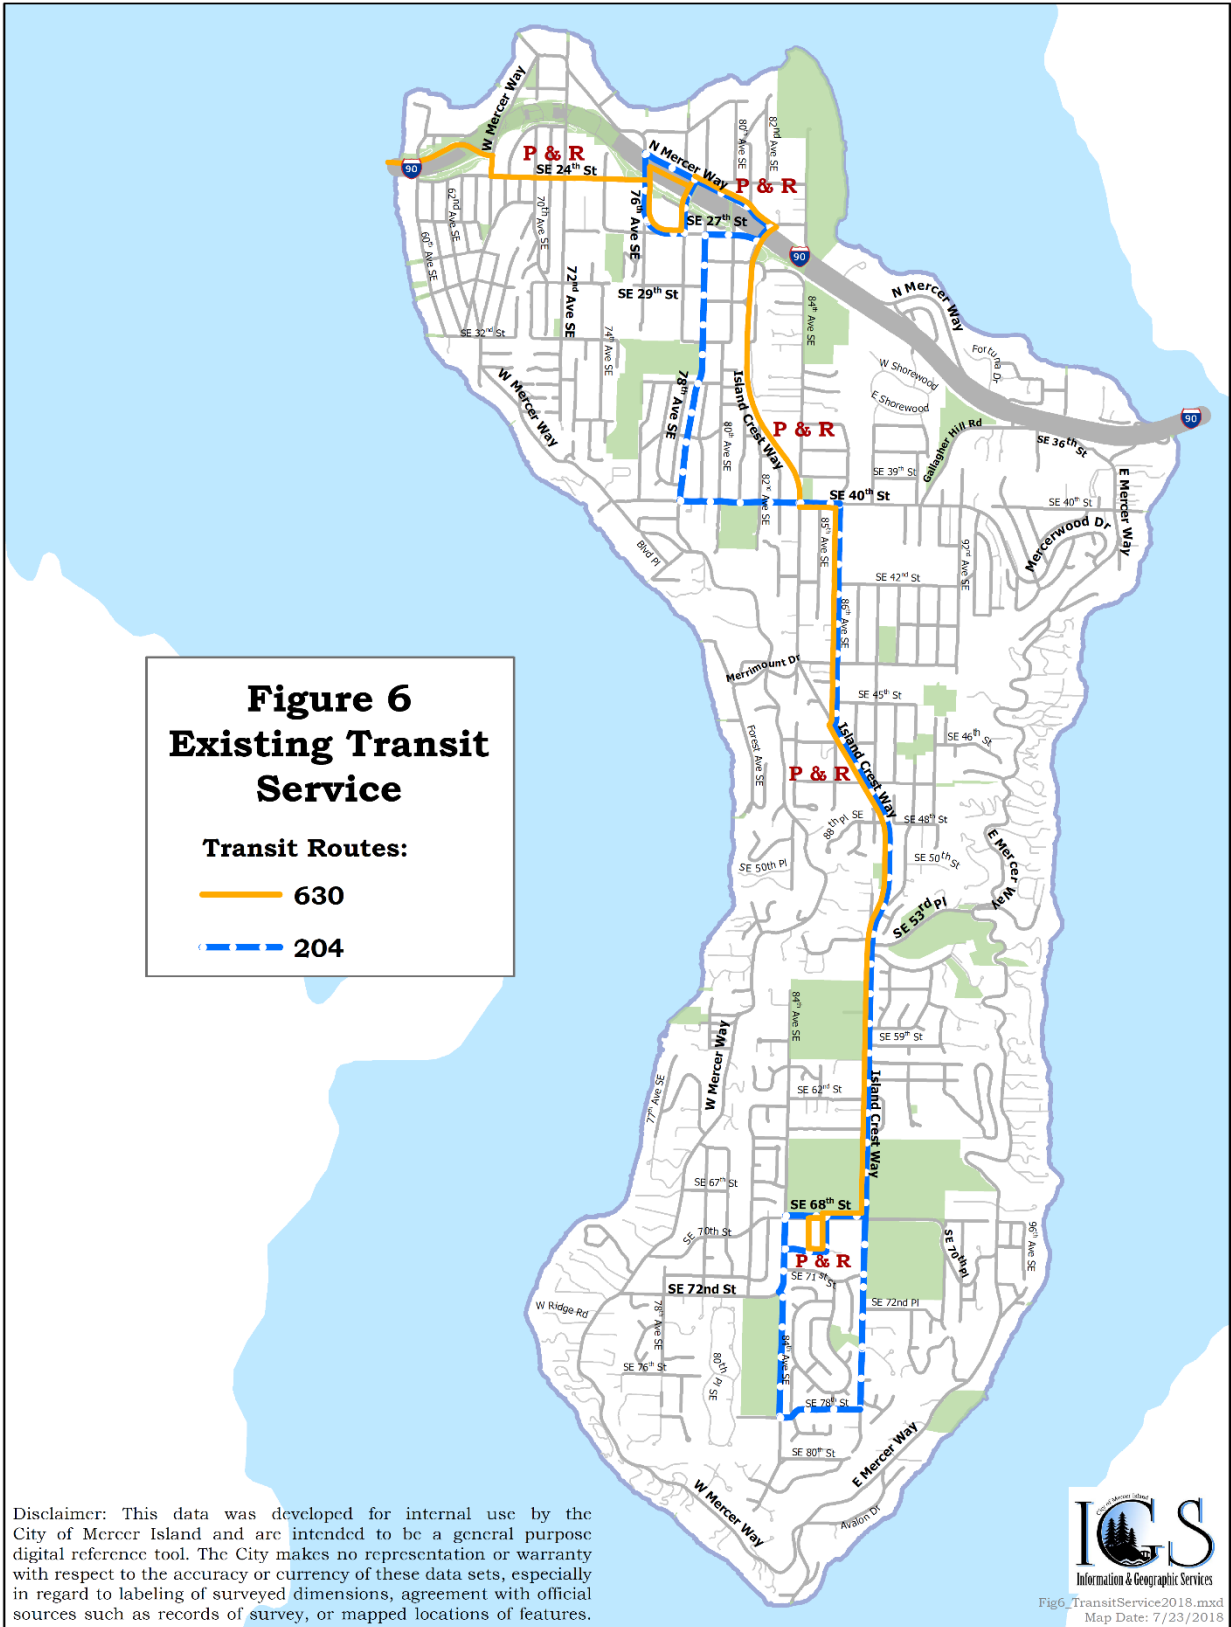 W Mercer Way
P & R
SE 24th St
N Mercer Way
80th Ave SE
82nd Ave SE
P & R
90
62nd Ave SE
60th Ave SE
70th Ave SE
76th Ave SE
SE 27th St
90
72nd Ave SE
SE 29th St
N Mercer Way
84th Ave SE
SE 32nd St
74th Ave SE
Fortuna Dr
W Shorewood
E Shorewood
W Mercer Way
78th Ave SE
Island Crest Way
P & R
80th Ave SE
90
Gallagher Hill Rd
SE 36th St
SE 39th St
E Mercer Way
82nd Ave SE
SE 40th St
SE 40th St
Mercerwood Dr
85th Ave SE
92nd Ave SE
Blvd Pl
SE 42nd St
86th Ave SE
Merrimount Dr
SE 45th St
Forest Ave SE
Island Crest Way
SE 46th St
P & R
88th Pl SE
SE 48th St
E Mercer Way
SE 50th Pl
SE 50th St
SE 53rd Pl
Figure 6
Existing Transit
Service
Transit Routes:
630
204
84th Ave SE
W Mercer Way
SE 59th St
77th Ave SE
SE 62nd St
Island Crest Way
SE 67th St
SE 68th St
SE 70th St
SE 70th Pl
96th Ave SE
P & R
SE 71st St
SE 72nd St
SE 72nd Pl
W Ridge Rd
78th Ave SE
84th Ave SE
SE 76th St
80th Pl SE
SE 78th St
SE 80th St
E Mercer Way
W Mercer Way
Avalon Dr
Disclaimer: This data was developed for internal use by the
City of Mercer Island and are intended to be a general purpose
digital reference tool. The City makes no representation or warranty
with respect to the accuracy or currency of these data sets, especially
in regard to labeling of surveyed dimensions, agreement with official
sources such as records of survey, or mapped locations of features.
City of Mercer Island
IGS
Information & Geographic Services
Fig6_TransitService2018.mxd
Map Date: 7/23/2018